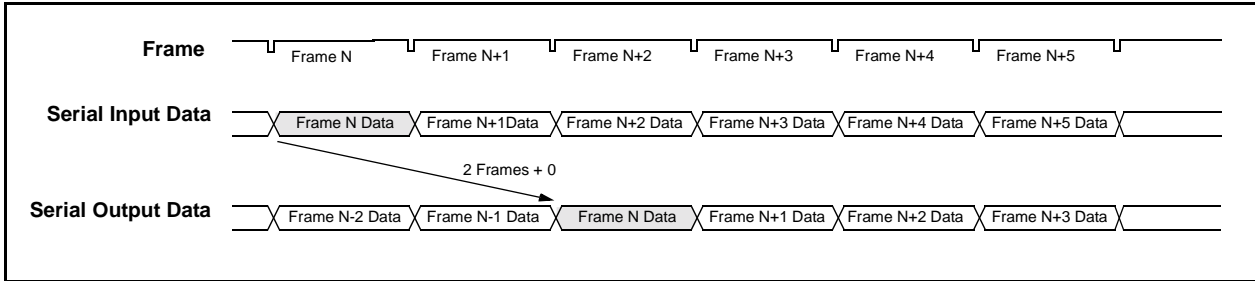 Frame
Frame N
Frame N+1
Frame N+2
Frame N+3
Frame N+4
Frame N+5
Serial Input Data
Frame N Data
Frame N+1Data
Frame N+2 Data
Frame N+3 Data
Frame N+4 Data
Frame N+5 Data
2 Frames + 0
Serial Output Data
Frame N-2 Data
Frame N-1 Data
Frame N Data
Frame N+1 Data
Frame N+2 Data
Frame N+3 Data